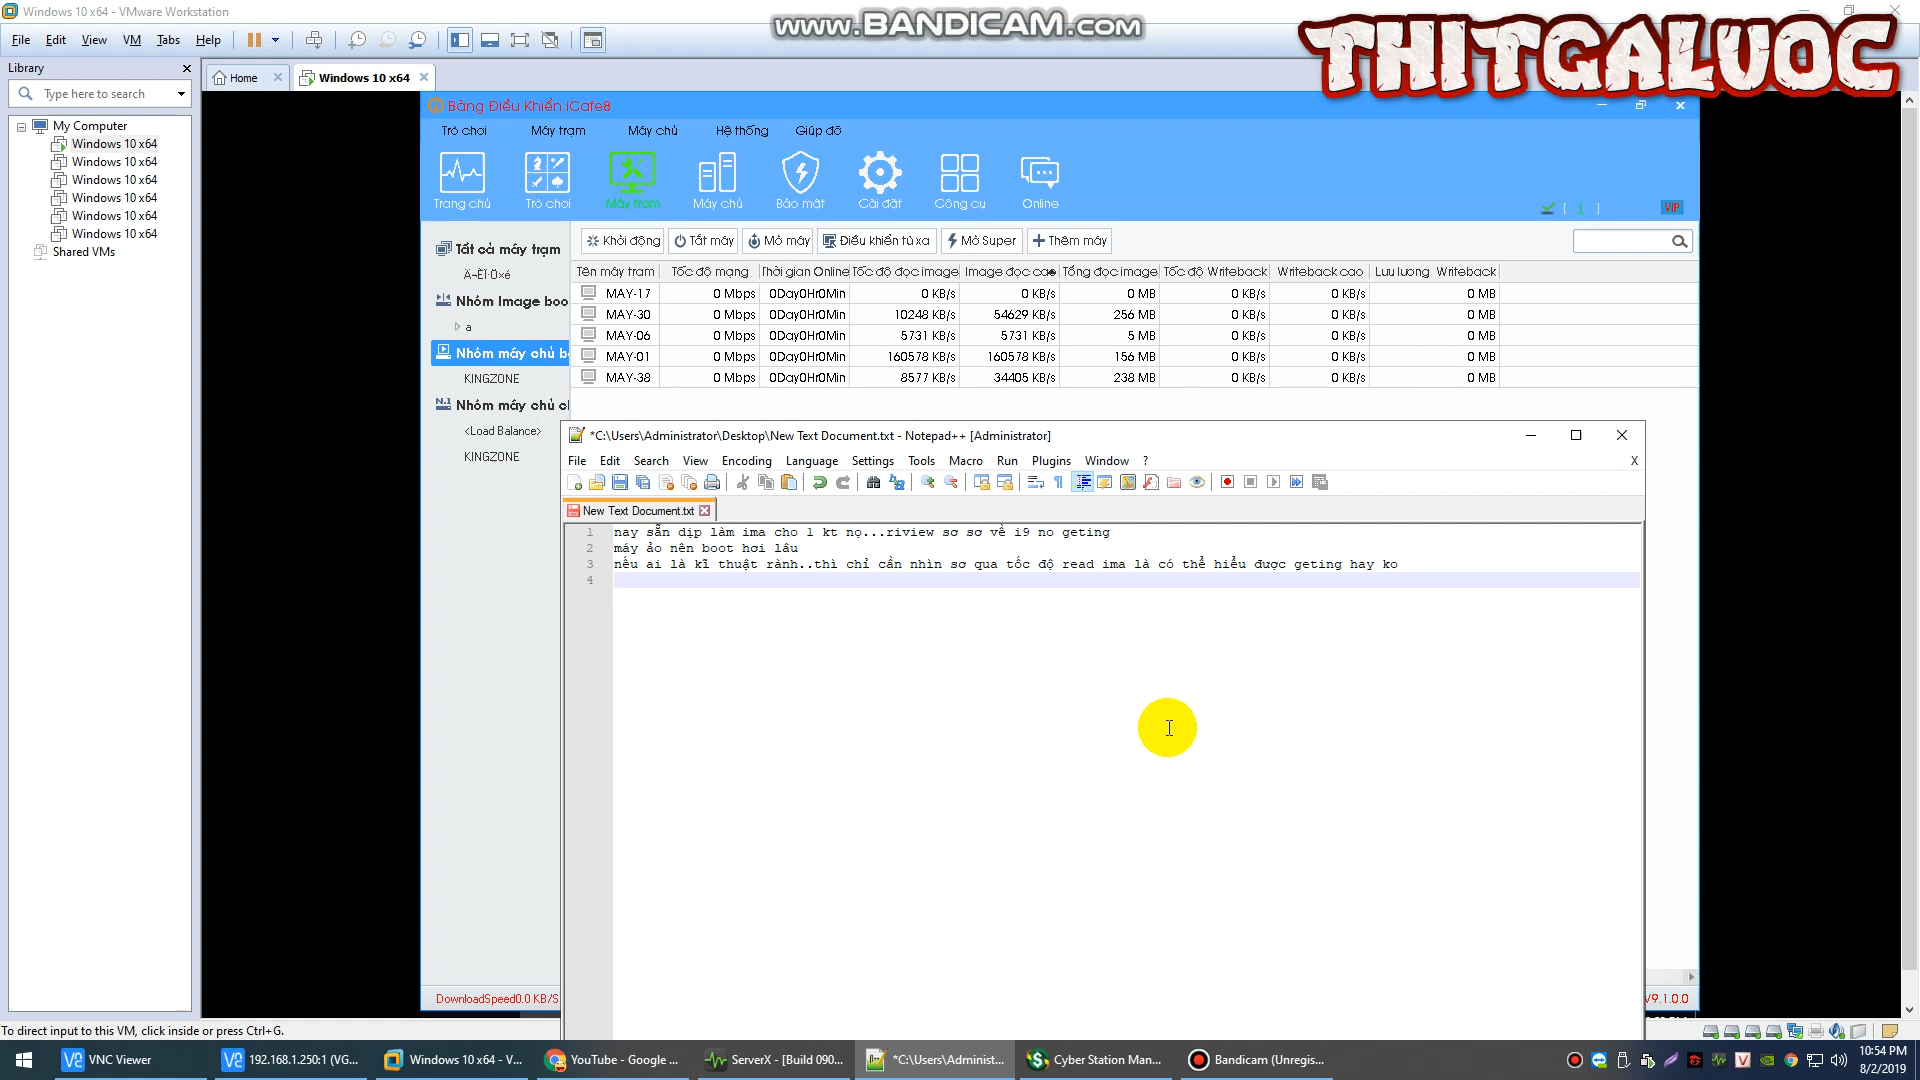 Windows 10 x64 - VMware Workstation
www.BANDICAM.com
THITGALUOC
File Edit View VM Tabs Help
Library
Home
Windows 10 x64
Type here to search
My Computer
Windows 10 x64
Windows 10 x64
Windows 10 x64
Windows 10 x64
Windows 10 x64
Windows 10 x64
Shared VMs
Bảng Điều Khiển iCafe8
Trò chơi Máy trạm Máy chủ Hệ thống Giúp đỡ
Trang chủ Trò chơi Máy trạm Máy chủ Bảo mật Cài đặt Công cụ Online
[ 1 ] VIP
Tất cả máy trạm
Ä¬ÈÏ·Ö×é
Nhóm Image boo
a
Nhóm máy chủ b
KINGZONE
Nhóm máy chủ cl
<Load Balance>
KINGZONE
Khởi động Tắt máy Mở máy Điều khiển từ xa Mở Super Thêm máy
Tên máy trạm Tốc độ mạng Thời gian Online Tốc độ đọc image Image đọc cao Tổng đọc image Tốc độ Writeback Writeback cao Lưu lương Writeback
MAY-17 0 Mbps 0Day0Hr0Min 0 KB/s 0 KB/s 0 MB 0 KB/s 0 KB/s 0 MB
MAY-30 0 Mbps 0Day0Hr0Min 10248 KB/s 54629 KB/s 256 MB 0 KB/s 0 KB/s 0 MB
MAY-06 0 Mbps 0Day0Hr0Min 5731 KB/s 5731 KB/s 5 MB 0 KB/s 0 KB/s 0 MB
MAY-01 0 Mbps 0Day0Hr0Min 160578 KB/s 160578 KB/s 156 MB 0 KB/s 0 KB/s 0 MB
MAY-38 0 Mbps 0Day0Hr0Min 8577 KB/s 34405 KB/s 238 MB 0 KB/s 0 KB/s 0 MB
*C:\Users\Administrator\Desktop\New Text Document.txt - Notepad++ [Administrator]
File Edit Search View Encoding Language Settings Tools Macro Run Plugins Window ? X
New Text Document.txt
1 nay sẵn dịp làm ima cho 1 kt nọ...riview sơ sơ về i9 no geting
2 máy ảo nên boot hơi lâu
3 nếu ai là kĩ thuật rành..thì chỉ cần nhìn sơ qua tốc độ read ima là có thể hiểu được geting hay ko
4
DownloadSpeed0.0 KB/S
V9.1.0.0
To direct input to this VM, click inside or press Ctrl+G.
VNC Viewer
192.168.1.250:1 (VG...
Windows 10 x64 - V...
YouTube - Google ...
ServerX - [Build 090...
*C:\Users\Administ...
Cyber Station Man...
Bandicam (Unregis...
10:54 PM
8/2/2019